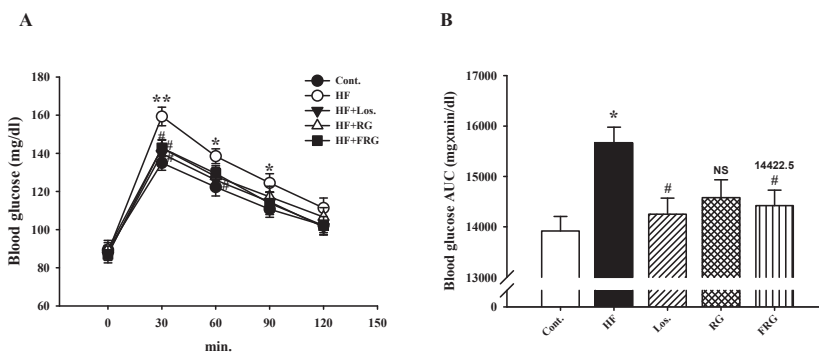 A
B
Blood glucose (mg/dl)
180
160
140
120
100
80
60
**
*
*
#
#
#
#
Cont.
HF
HF+Los.
HF+RG
HF+FRG
0
30
60
90
120
150
min.
Blood glucose AUC (mg×min/dl)
17000
16000
15000
14000
13000
0
*
#
NS
14422.5
#
Cont.
HF
Los.
RG
FRG